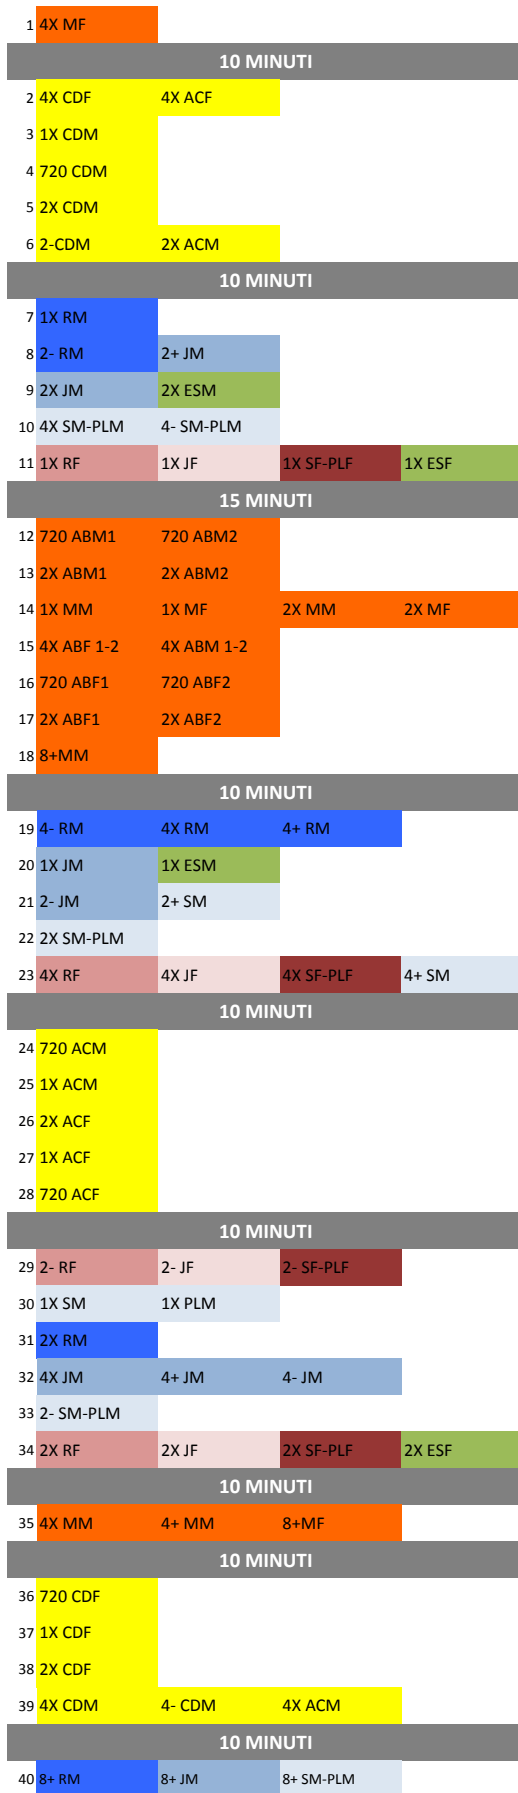 1 4X MF
10 MINUTI
2 4X CDF 4X ACF
3 1X CDM
4 720 CDM
5 2X CDM
6 2-CDM 2X ACM
10 MINUTI
7 1X RM
8 2- RM 2+ JM
9 2X JM 2X ESM
10 4X SM-PLM 4- SM-PLM
11 1X RF 1X JF 1X SF-PLF 1X ESF
15 MINUTI
12 720 ABM1 720 ABM2
13 2X ABM1 2X ABM2
14 1X MM 1X MF 2X MM 2X MF
15 4X ABF 1-2 4X ABM 1-2
16 720 ABF1 720 ABF2
17 2X ABF1 2X ABF2
18 8+MM
10 MINUTI
19 4- RM 4X RM 4+ RM
20 1X JM 1X ESM
21 2- JM 2+ SM
22 2X SM-PLM
23 4X RF 4X JF 4X SF-PLF 4+ SM
10 MINUTI
24 720 ACM
25 1X ACM
26 2X ACF
27 1X ACF
28 720 ACF
10 MINUTI
29 2- RF 2- JF 2- SF-PLF
30 1X SM 1X PLM
31 2X RM
32 4X JM 4+ JM 4- JM
33 2- SM-PLM
34 2X RF 2X JF 2X SF-PLF 2X ESF
10 MINUTI
35 4X MM 4+ MM 8+MF
10 MINUTI
36 720 CDF
37 1X CDF
38 2X CDF
39 4X CDM 4- CDM 4X ACM
10 MINUTI
40 8+ RM 8+ JM 8+ SM-PLM